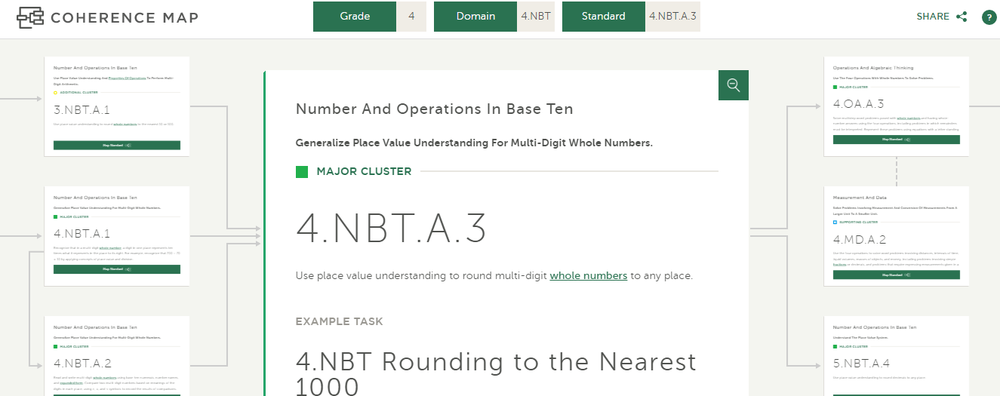 COHERENCE MAP
Grade 4 Domain 4.NBT Standard 4.NBT.A.3
SHARE ?
Number And Operations In Base Ten
Use Place Value Understanding And Properties Of Operations To Perform Multi-
Digit Arithmetic.
ADDITIONAL CLUSTER
3.NBT.A.1
Use place value understanding to round whole numbers to the nearest 10 or 100.
Map Standard
Number And Operations In Base Ten
Generalize Place Value Understanding For Multi-Digit Whole Numbers.
MAJOR CLUSTER
4.NBT.A.1
Recognize that in a multi-digit whole number, a digit in one place represents ten
times what it represents in the place to its right. For example, recognize that 700 ÷ 70
= 10 by applying concepts of place value and division.
Map Standard
Number And Operations In Base Ten
Generalize Place Value Understanding For Multi-Digit Whole Numbers.
MAJOR CLUSTER
4.NBT.A.2
Read and write multi-digit whole numbers using base-ten numerals, number names,
and expanded form. Compare two multi-digit numbers based on meanings of the
digits in each place, using >, =, and < symbols to record the results of comparisons.
Number And Operations In Base Ten
Generalize Place Value Understanding For Multi-Digit Whole Numbers.
MAJOR CLUSTER
4.NBT.A.3
Use place value understanding to round multi-digit whole numbers to any place.
EXAMPLE TASK
4.NBT Rounding to the Nearest
1000
Operations And Algebraic Thinking
Use The Four Operations With Whole Numbers To Solve Problems.
MAJOR CLUSTER
4.OA.A.3
Solve multistep word problems posed with whole numbers and having whole-
number answers using the four operations, including problems in which remainders
must be interpreted. Represent these problems using equations with a letter standing
Map Standard
Measurement And Data
Solve Problems Involving Measurement And Conversion Of Measurements From A
Larger Unit To A Smaller Unit.
SUPPORTING CLUSTER
4.MD.A.2
Use the four operations to solve word problems involving distances, intervals of time,
liquid volumes, masses of objects, and money, including problems involving simple
fractions or decimals, and problems that require expressing measurements given in a
Map Standard
Number And Operations In Base Ten
Understand The Place Value System.
MAJOR CLUSTER
5.NBT.A.4
Use place value understanding to round decimals to any place.